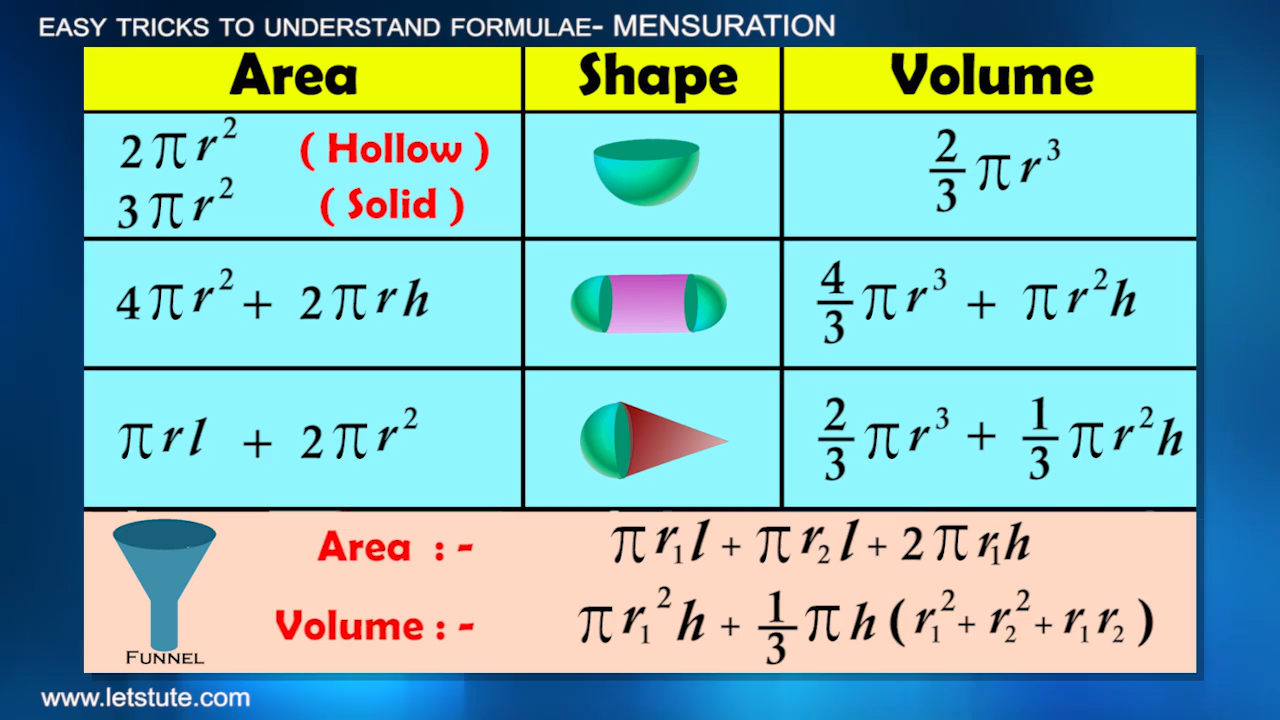 EASY TRICKS TO UNDERSTAND FORMULAE- MENSURATION
Area Shape Volume
2πr² ( Hollow )
3πr² ( Solid )
2/3 πr³
4πr² + 2πrh
4/3 πr³ + πr²h
πrl + 2πr²
2/3 πr³ + 1/3 πr²h
Area : - πr₁l + πr₂l + 2πr₁h
Volume : - πr₁²h + 1/3 πh (r₁² + r₂² + r₁r₂)
FUNNEL
www.letstute.com